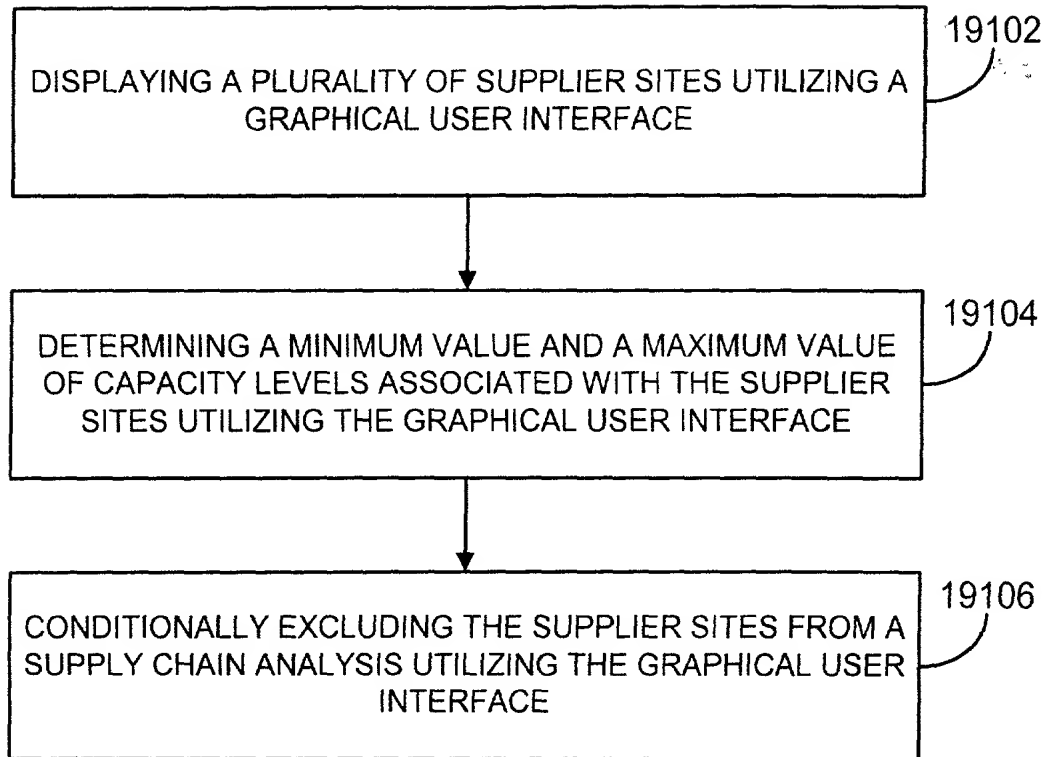 19102
DISPLAYING A PLURALITY OF SUPPLIER SITES UTILIZING A
GRAPHICAL USER INTERFACE
19104
DETERMINING A MINIMUM VALUE AND A MAXIMUM VALUE
OF CAPACITY LEVELS ASSOCIATED WITH THE SUPPLIER
SITES UTILIZING THE GRAPHICAL USER INTERFACE
19106
CONDITIONALLY EXCLUDING THE SUPPLIER SITES FROM A
SUPPLY CHAIN ANALYSIS UTILIZING THE GRAPHICAL USER
INTERFACE